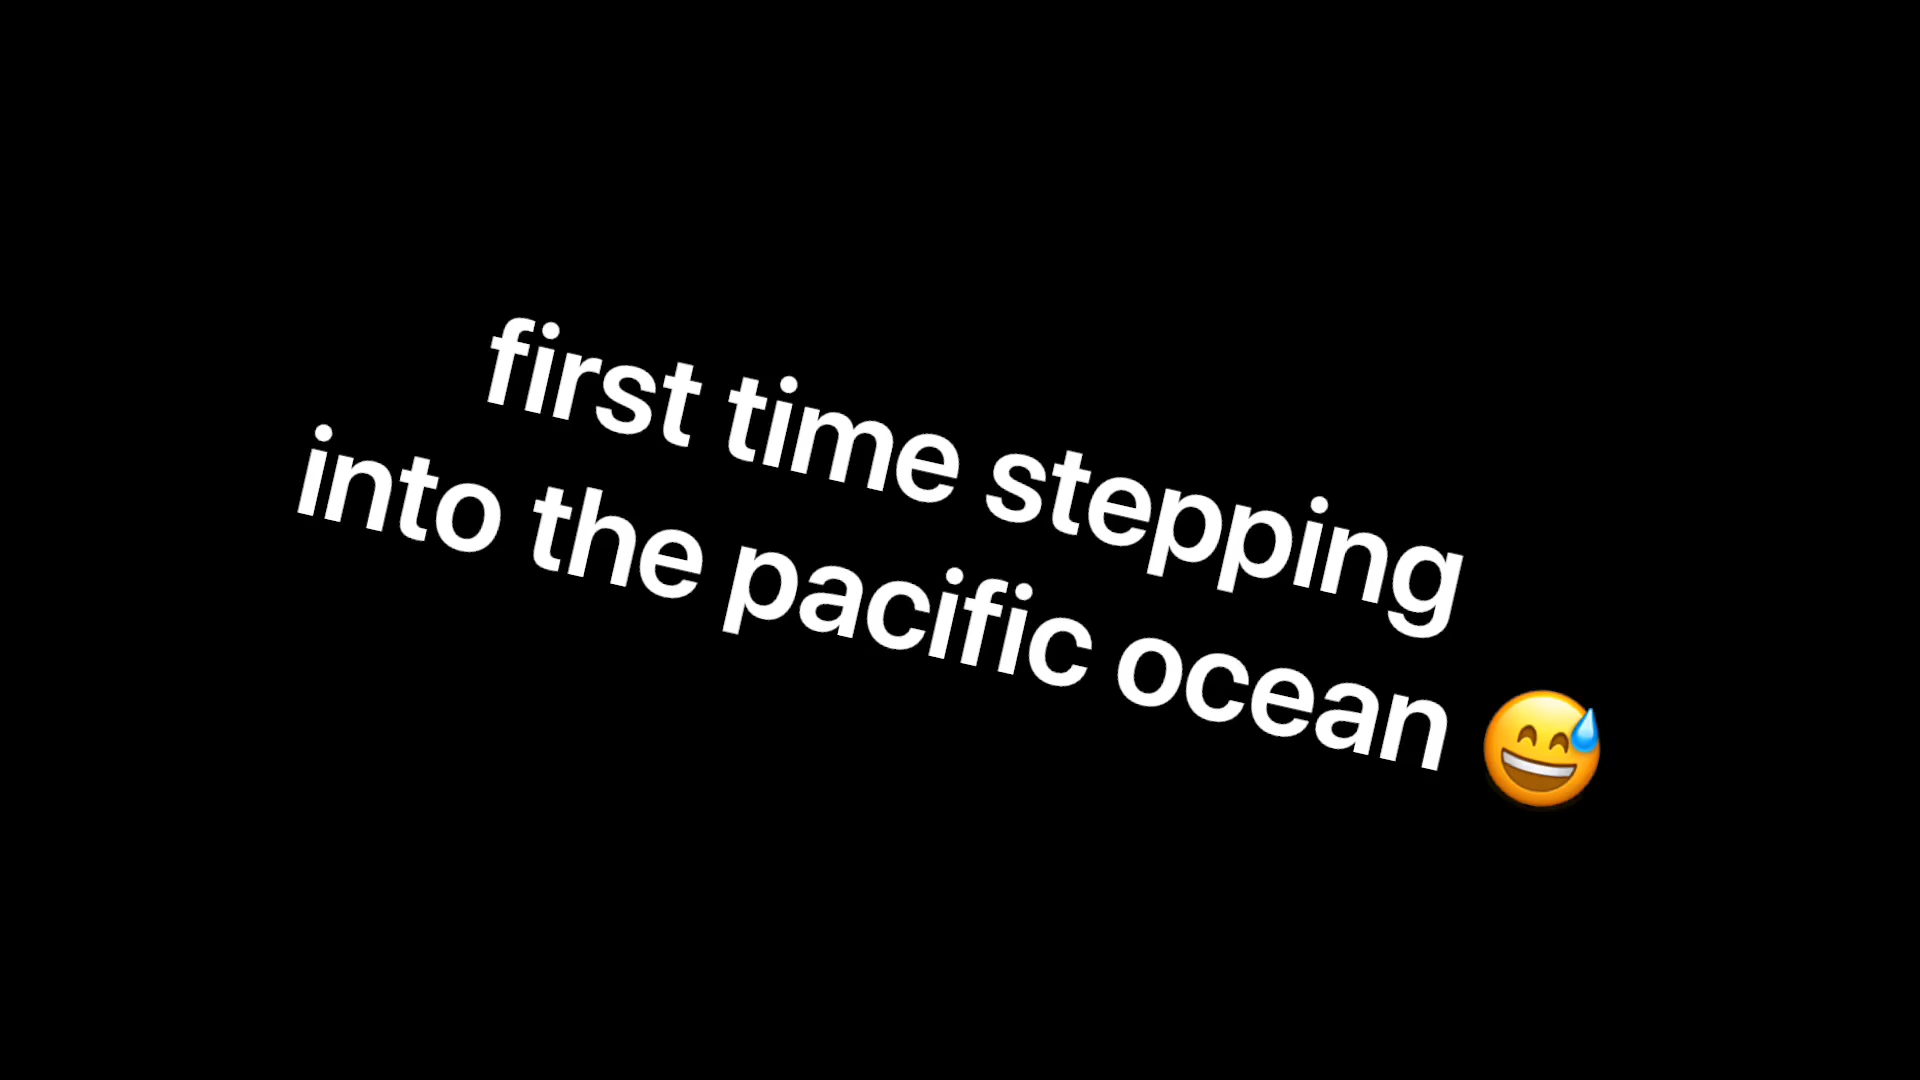 first time stepping
into the pacific ocean 😅